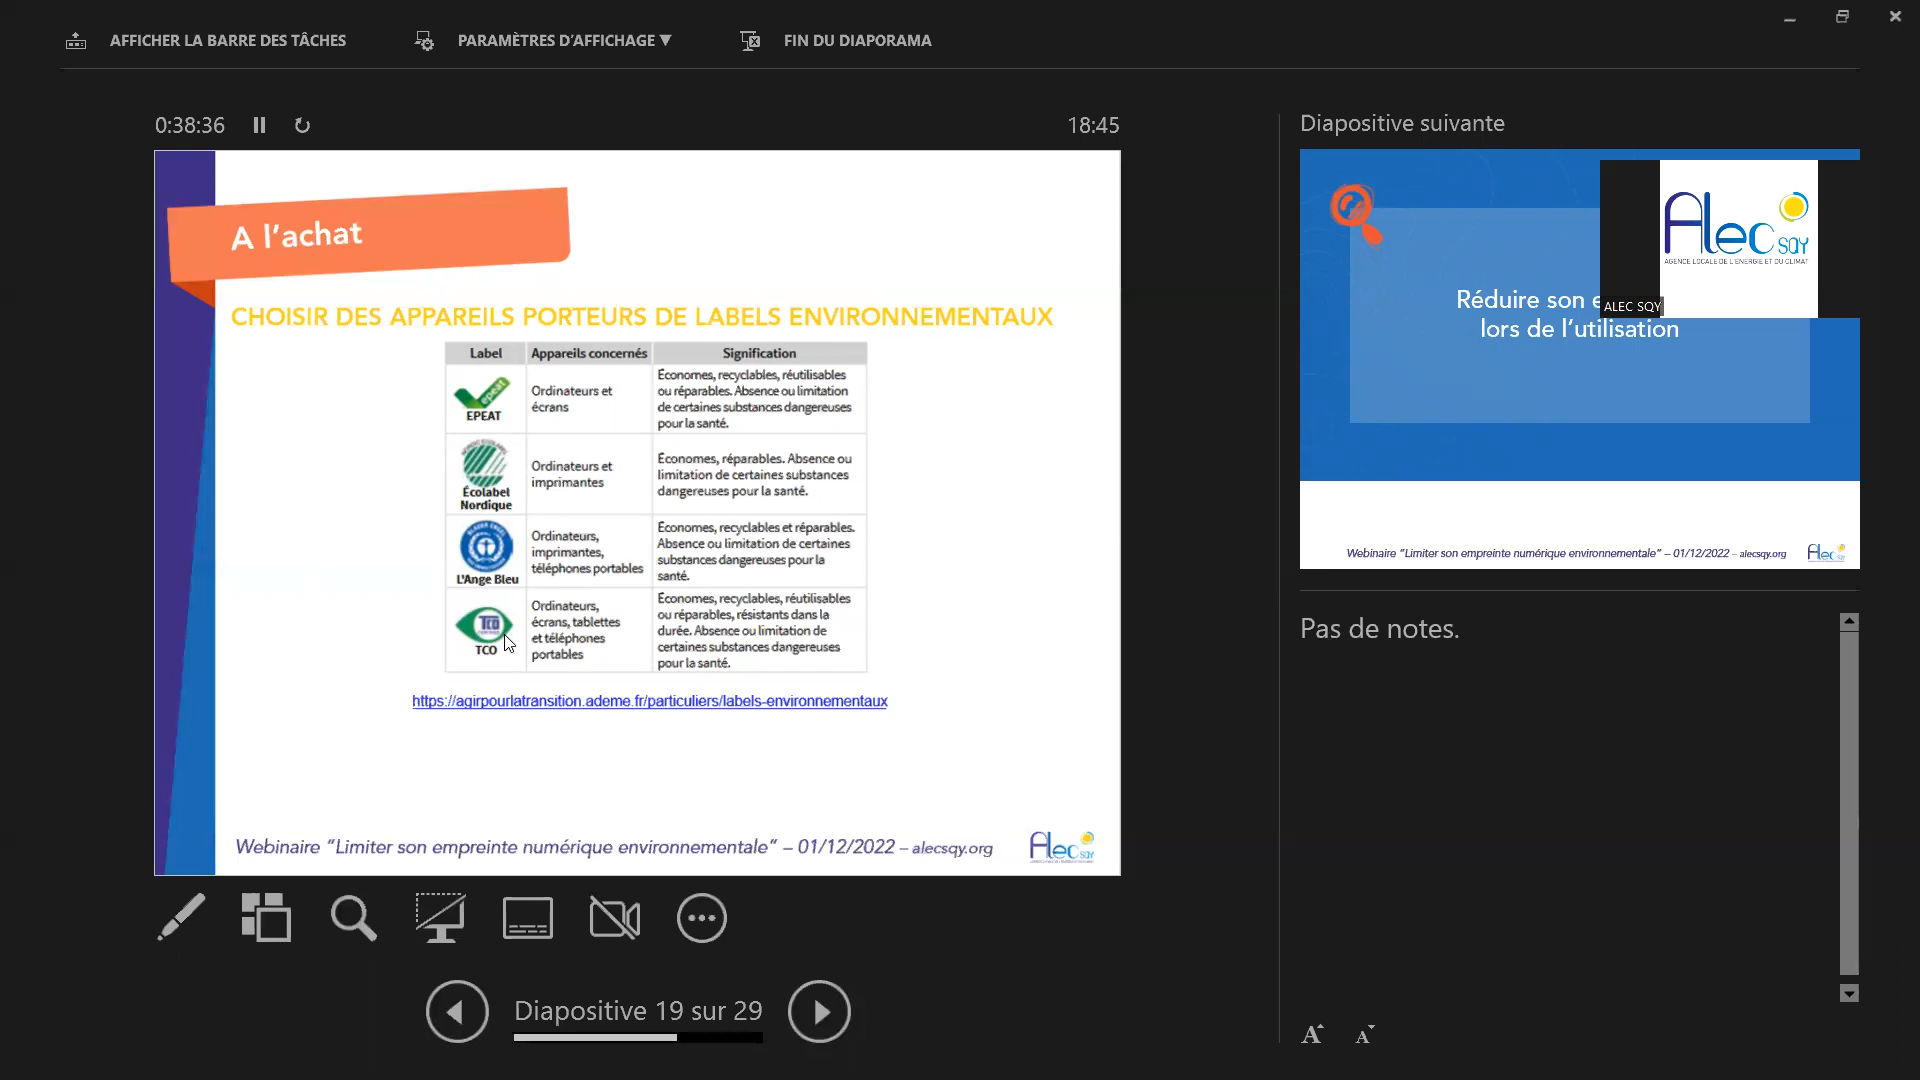 AFFICHER LA BARRE DES TÂCHES
PARAMÈTRES D'AFFICHAGE ▼
FIN DU DIAPORAMA
0:38:36
18:45
A l'achat
CHOISIR DES APPAREILS PORTEURS DE LABELS ENVIRONNEMENTAUX
Label Appareils concernés Signification
epeat
EPEAT
Ordinateurs et
écrans
Économes, recyclables, réutilisables
ou réparables. Absence ou limitation
de certaines substances dangereuses
pour la santé.
Écolabel
Nordique
Ordinateurs et
imprimantes
Économes, réparables. Absence ou
limitation de certaines substances
dangereuses pour la santé.
L'Ange Bleu
Ordinateurs,
imprimantes,
téléphones portables
Économes, recyclables et réparables.
Absence ou limitation de certaines
substances dangereuses pour la
santé.
TCO
TCO
Ordinateurs,
écrans, tablettes
et téléphones
portables
Économes, recyclables, réutilisables
ou réparables, résistants dans la
durée. Absence ou limitation de
certaines substances dangereuses
pour la santé.
https://agirpourlatransition.ademe.fr/particuliers/labels-environnementaux
Webinaire "Limiter son empreinte numérique environnementale" – 01/12/2022 – alecsqy.org
Alec SQY
Diapositive 19 sur 29
Diapositive suivante
Réduire son e
lors de l'utilisation
Alec SQY
AGENCE LOCALE DE L'ENERGIE ET DU CLIMAT
ALEC SQY
Webinaire "Limiter son empreinte numérique environnementale" – 01/12/2022 – alecsqy.org
Alec
Pas de notes.
A A